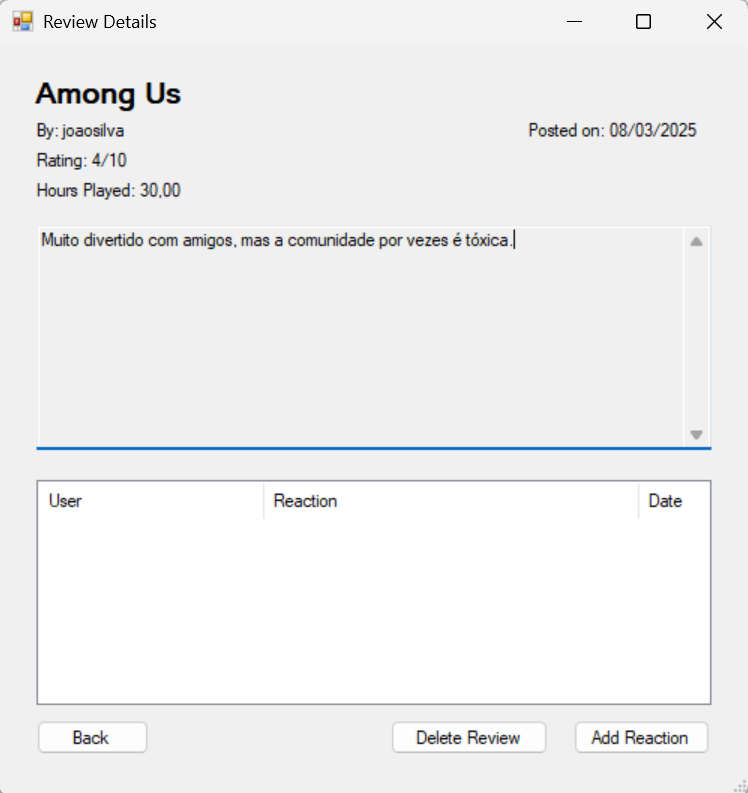 Review Details
Among Us
By: joaosilva
Posted on: 08/03/2025
Rating: 4/10
Hours Played: 30,00
Muito divertido com amigos, mas a comunidade por vezes é tóxica.
User Reaction Date
Back Delete Review Add Reaction